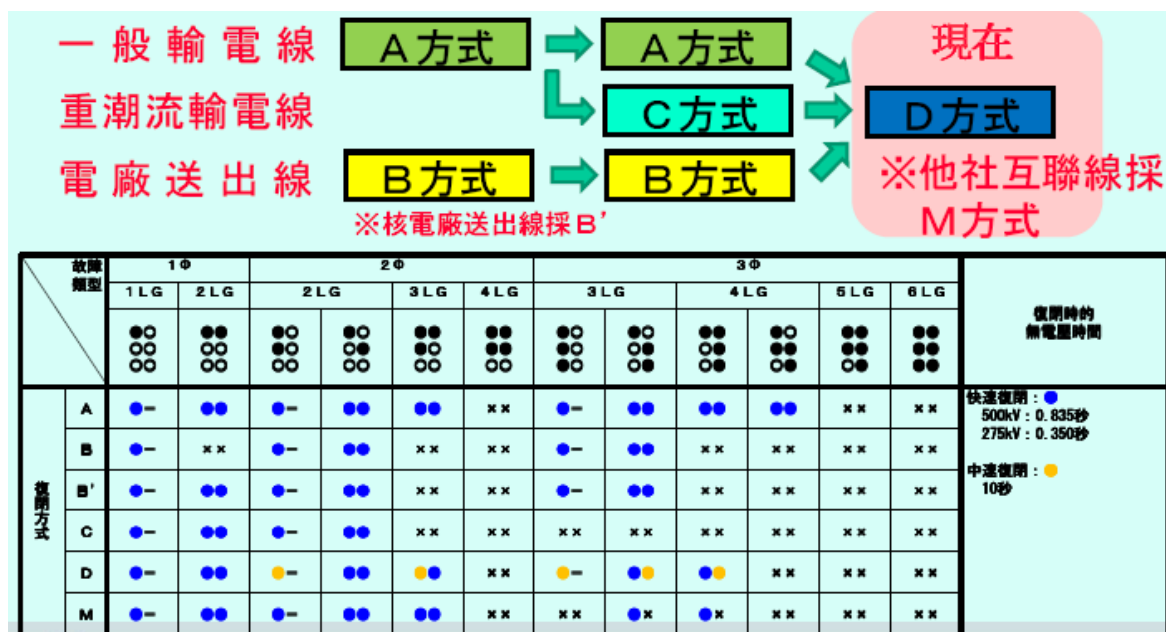 一般輸電線 A方式 A方式 現在
重潮流輸電線 C方式 D方式
電廠送出線 B方式 B方式 ※他社互聯線採
※核電廠送出線採B’ M方式
故障類型 1Φ 2Φ 3Φ 復閉時的無電壓時間
1LG 2LG 2LG 3LG 4LG 3LG 4LG 5LG 6LG
●○ ●● ●○ ●○ ●● ●● ●○ ●○ ●● ●○ ●● ●●
○○ ○○ ○○ ○● ●○ ●● ●○ ○● ○● ●● ●● ●●
○○ ○○ ●○ ○○ ○○ ○○ ●○ ○● ○● ○● ○● ●●
復閉方式
A ●− ●● ●− ●● ●● ×× ●− ●● ●● ●● ×× ××
B ●− ×× ●− ●● ×× ×× ●− ●● ×× ×× ×× ××
B’ ●− ●● ●− ●● ×× ×× ●− ●● ×× ×× ×× ××
C ●− ●● ●− ●● ×× ×× ×× ×× ×× ×× ×× ××
D ●− ●● ●− ●● ●● ×× ●− ●● ●● ×× ×× ××
M ●− ●● ●− ●● ●● ×× ×× ●× ●× ×× ×× ××
快速復閉：●
500kV：0.835秒
275kV：0.350秒
中速復閉：●
10秒